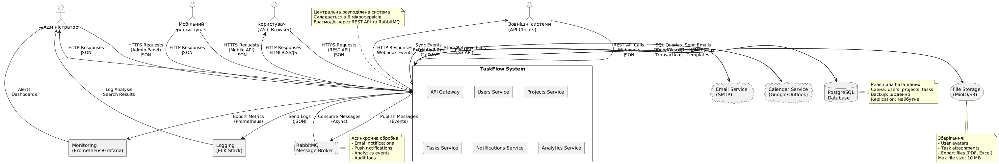 Адміністратор
Мобільний
користувач
Користувач
(Web Browser)
Центральна розподілена система
Складається з 6 мікросервісів
Взаємодіє через REST API та RabbitMQ
Зовнішні системи
(API Clients)
HTTP Responses
JSON
HTTPS Requests
(Admin Panel)
JSON
HTTP Responses
JSON
HTTPS Requests
(Mobile API)
JSON
HTTP Responses
HTML/CSS/JS
HTTPS Requests
(REST API)
JSON
HTTP Responses
Webhook Events
Sync Events
CalDAV
Store/Retrieve Files
(S3 API)
REST API Calls
Webhooks
JSON
SQL Queries
Transactions
Send Emails
(SMTP)
Templates
TaskFlow System
API Gateway
Users Service
Projects Service
Tasks Service
Notifications Service
Analytics Service
Email Service
(SMTP)
Calendar Service
(Google/Outlook)
PostgreSQL
Database
Реляційна база даних
Схема: users, projects, tasks
Backup: щоденно
Replication: майбутнє
File Storage
(MinIO/S3)
Alerts
Dashboards
Log Analysis
Search Results
Export Metrics
(Prometheus)
Send Logs
(JSON)
Consume Messages
(Async)
Publish Messages
(Events)
Monitoring
(Prometheus/Grafana)
Logging
(ELK Stack)
RabbitMQ
Message Broker
Асинхронна обробка:
- Email notifications
- Push notifications
- Analytics events
- Audit logs
Зберігання:
- User avatars
- Task attachments
- Export files (PDF, Excel)
Max file size: 10 MB